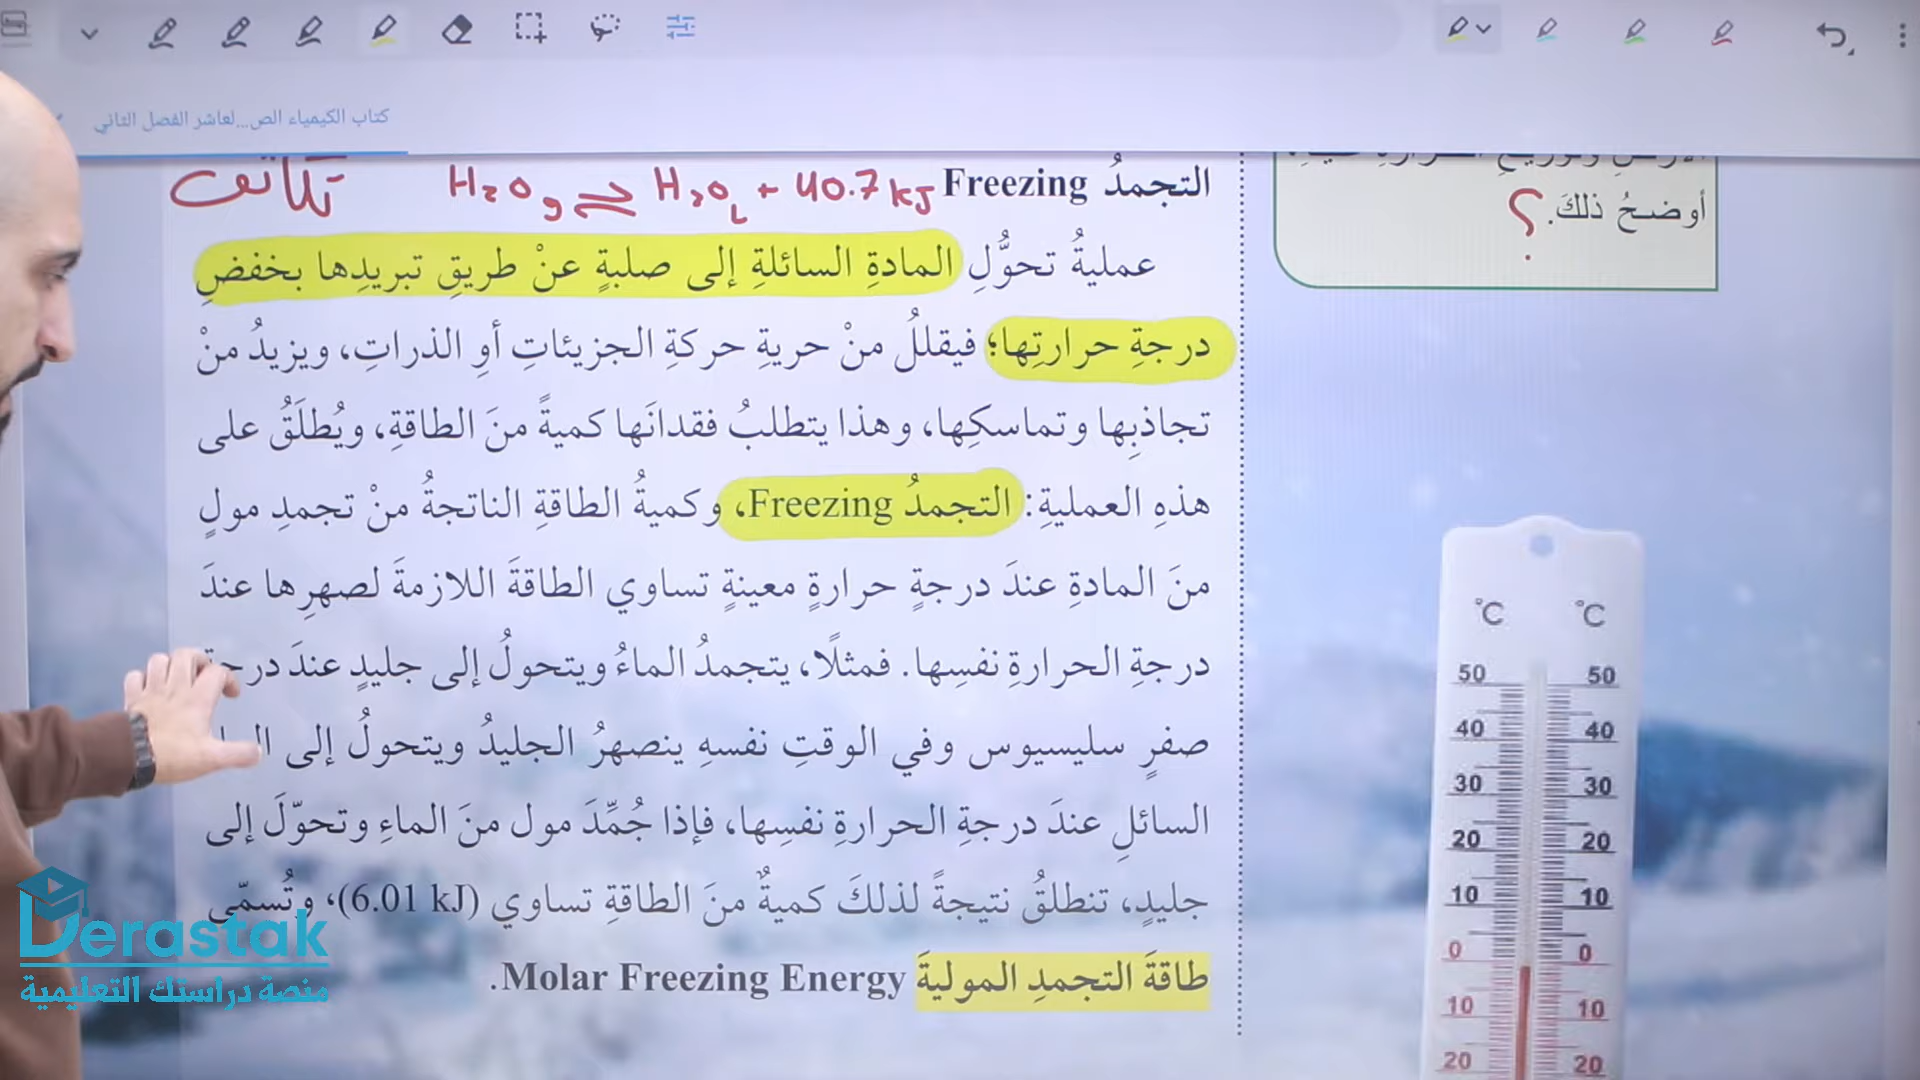 كتاب الكيمياء الص...لعاشر الفصل الثاني
أوضحُ ذلكَ. ؟
التجمدُ Freezing
H₂O g ⇌ H₂O L + 40.7 kJ
تكاثف
عمليةُ تحوُّلِ المادةِ السائلةِ إلى صلبةٍ عنْ طريقِ تبريدِها بخفضِ
درجةِ حرارتِها؛ فيقللُ منْ حريةِ حركةِ الجزيئاتِ أوِ الذراتِ، ويزيدُ منْ
تجاذبِها وتماسكِها، وهذا يتطلبُ فقدانَها كميةً منَ الطاقةِ، ويُطلَقُ على
هذهِ العمليةِ: التجمدُ Freezing، وكميةُ الطاقةِ الناتجةُ منْ تجمدِ مولٍ
منَ المادةِ عندَ درجةٍ حرارةٍ معينةٍ تساوي الطاقةَ اللازمةَ لصهرِها عندَ
درجةِ الحرارةِ نفسِها. فمثلًا، يتجمدُ الماءُ ويتحولُ إلى جليدٍ عندَ درجةِ
صفرٍ سليسيوس وفي الوقتِ نفسهِ ينصهرُ الجليدُ ويتحولُ إلى
السائلِ عندَ درجةِ الحرارةِ نفسِها، فإذا جُمِّدَ مول منَ الماءِ وتحوّلَ إلى
جليدٍ، تنطلقُ نتيجةً لذلكَ كميةٌ منَ الطاقةِ تساوي (6.01 kJ)، وتُسمّى
طاقةَ التجمدِ الموليةَ Molar Freezing Energy.
°C °C
50 50
40 40
30 30
20 20
10 10
0 0
10 10
20 20
Derastak
منصة دراستك التعليمية